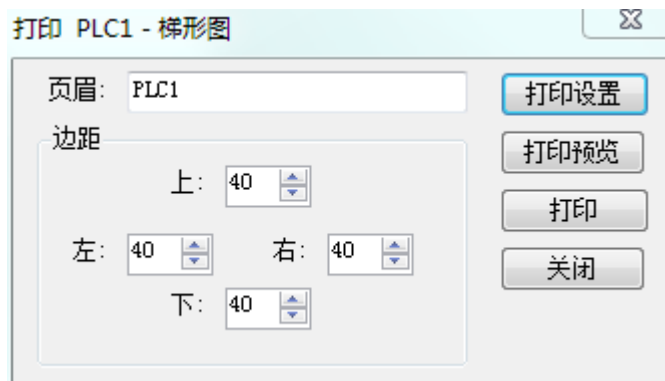 打印 PLC1 - 梯形图
页眉: PLC1
打印设置
边距
打印预览
上: 40
打印
左: 40 右: 40
关闭
下: 40